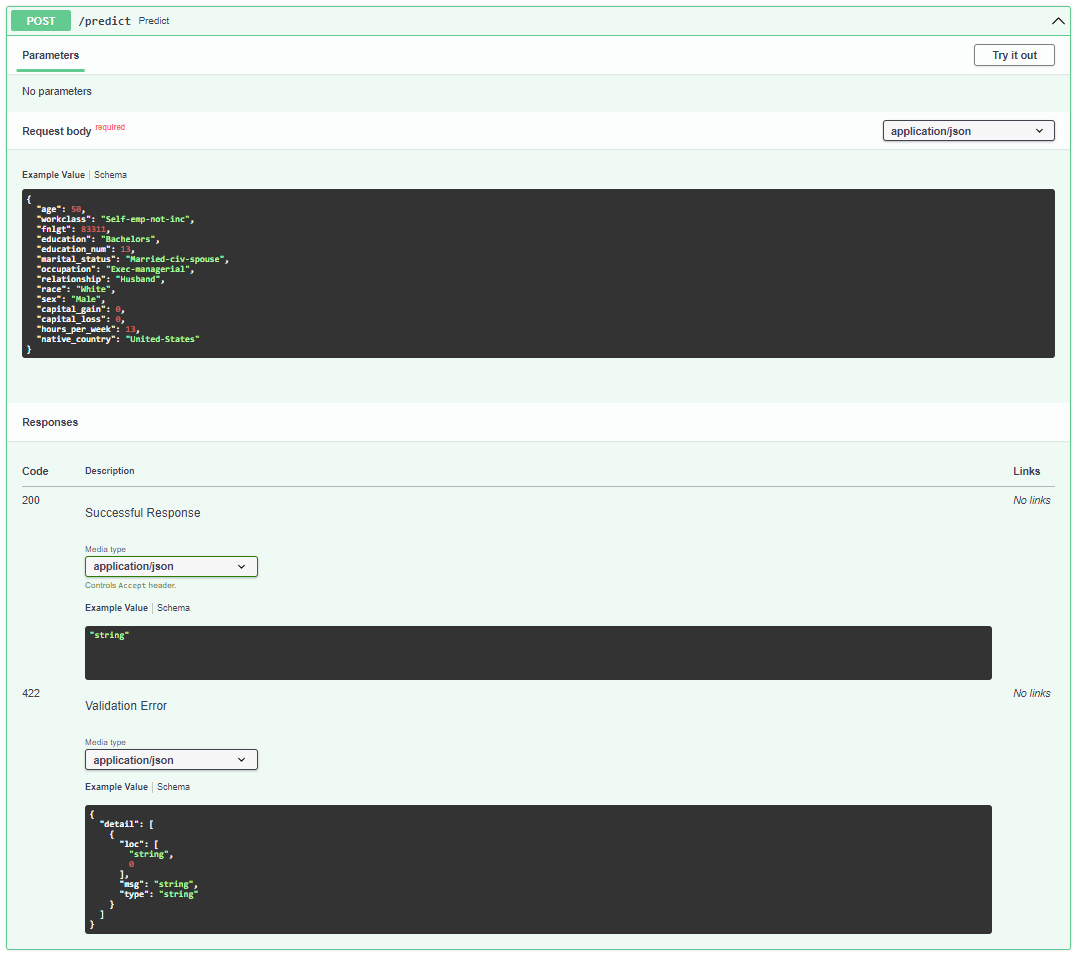 POST /predict Predict
Parameters
Try it out
No parameters
Request body required
application/json
Example Value | Schema
{
  "age": 50,
  "workclass": "Self-emp-not-inc",
  "fnlgt": 83311,
  "education": "Bachelors",
  "education_num": 13,
  "marital_status": "Married-civ-spouse",
  "occupation": "Exec-managerial",
  "relationship": "Husband",
  "race": "White",
  "sex": "Male",
  "capital_gain": 0,
  "capital_loss": 0,
  "hours_per_week": 13,
  "native_country": "United-States"
}
Responses
Code Description Links
200 No links
Successful Response
Media type
application/json
Controls Accept header.
Example Value | Schema
"string"
422 No links
Validation Error
Media type
application/json
Example Value | Schema
{
  "detail": [
    {
      "loc": [
        "string",
        0
      ],
      "msg": "string",
      "type": "string"
    }
  ]
}